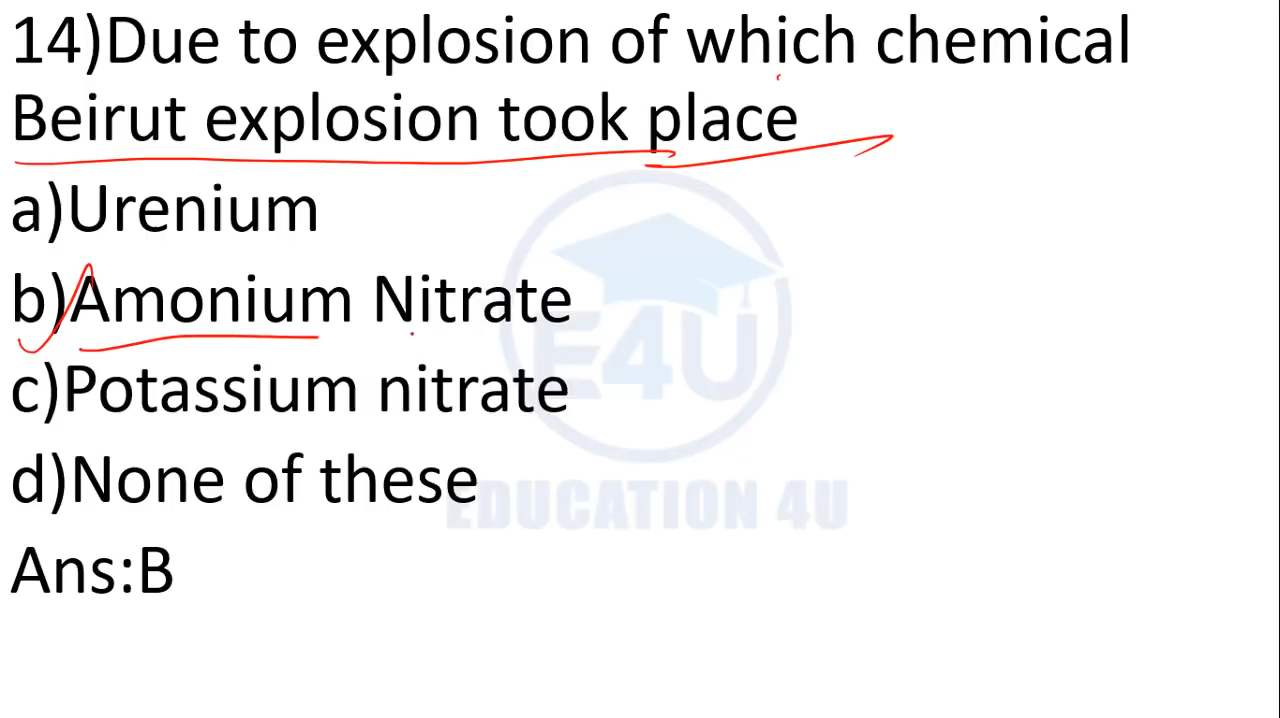 14)Due to explosion of which chemical
Beirut explosion took place
a)Urenium
b)Amonium Nitrate
c)Potassium nitrate
d)None of these
Ans:B
E4U
EDUCATION 4U